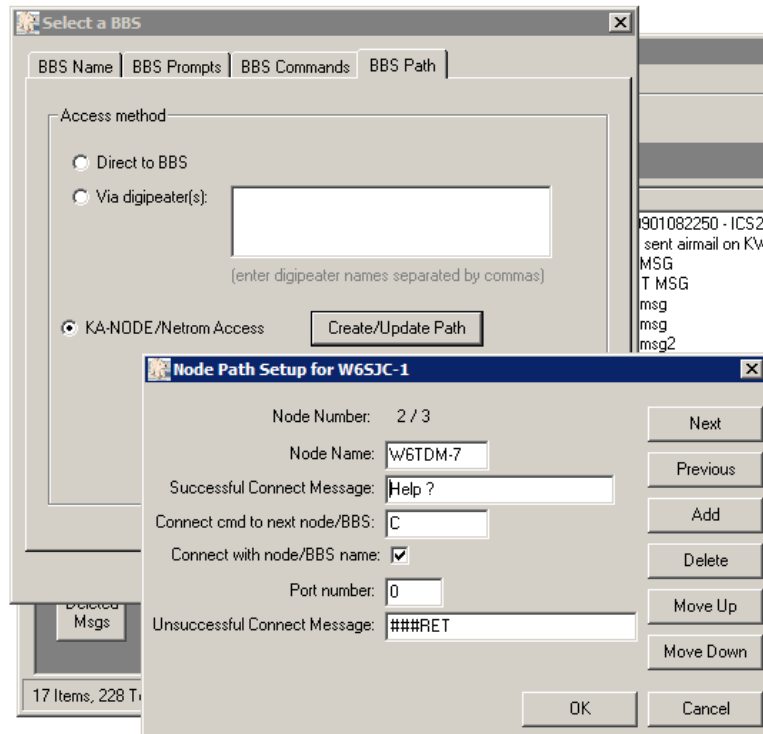 Select a BBS
BBS Name BBS Prompts BBS Commands BBS Path
Access method
Direct to BBS
Via digipeater(s):
(enter digipeater names separated by commas)
KA-NODE/Netrom Access Create/Update Path
0901082250 - ICS2
sent airmail on KW
MSG
T MSG
msg
msg
msg2
Node Path Setup for W6SJC-1
Node Number: 2 / 3
Next
Node Name: W6TDM-7
Previous
Successful Connect Message: Help ?
Connect cmd to next node/BBS: C
Add
Connect with node/BBS name:
Delete
Port number: 0
Move Up
Unsuccessful Connect Message: ###RET
Move Down
OK Cancel
Deleted
Msgs
17 Items, 228 T